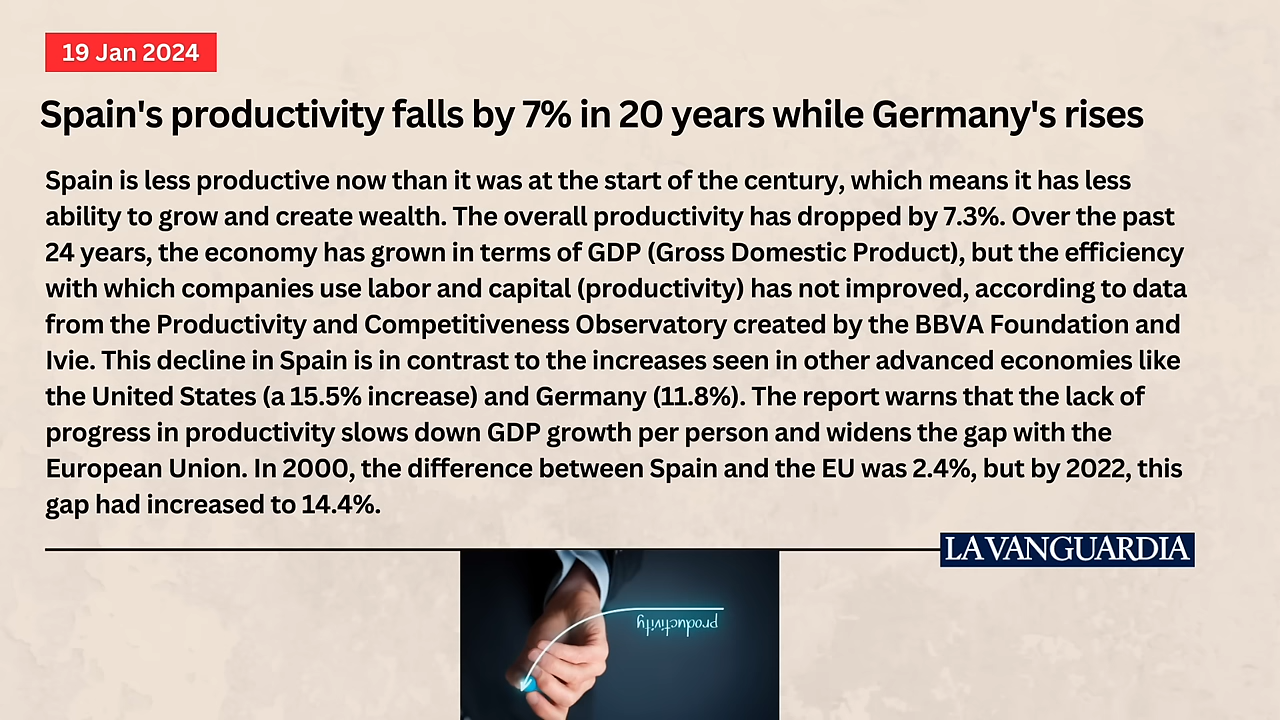 19 Jan 2024
Spain's productivity falls by 7% in 20 years while Germany's rises
Spain is less productive now than it was at the start of the century, which means it has less
ability to grow and create wealth. The overall productivity has dropped by 7.3%. Over the past
24 years, the economy has grown in terms of GDP (Gross Domestic Product), but the efficiency
with which companies use labor and capital (productivity) has not improved, according to data
from the Productivity and Competitiveness Observatory created by the BBVA Foundation and
Ivie. This decline in Spain is in contrast to the increases seen in other advanced economies like
the United States (a 15.5% increase) and Germany (11.8%). The report warns that the lack of
progress in productivity slows down GDP growth per person and widens the gap with the
European Union. In 2000, the difference between Spain and the EU was 2.4%, but by 2022, this
gap had increased to 14.4%.
LA VANGUARDIA
productivity